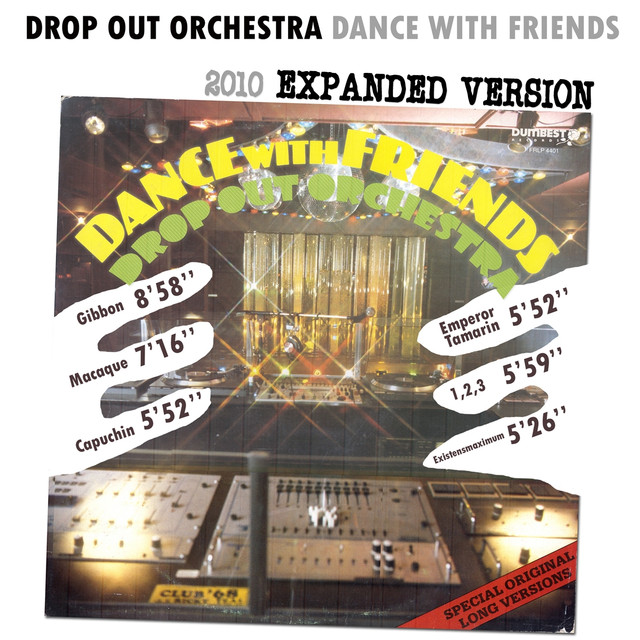 DROP OUT ORCHESTRA DANCE WITH FRIENDS
2010 EXPANDED VERSION
DUMBEST
FRLP 4401
DANCE WITH FRIENDS
DROP OUT ORCHESTRA
Gibbon 8'58''
Macaque 7'16''
Capuchin 5'52''
Emperor
Tamarin 5'52''
1,2,3 5'59''
Existensmaximum 5'26''
CLUB '68
SPECIAL ORIGINAL
LONG VERSIONS